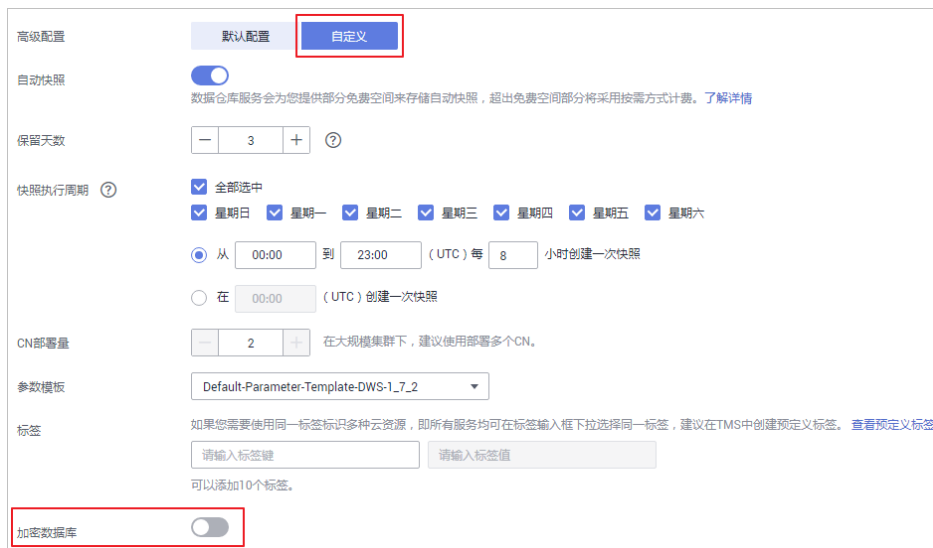 高级配置 默认配置 自定义
自动快照
数据仓库服务会为您提供部分免费空间来存储自动快照，超出免费空间部分将采用按需方式计费。了解详情
保留天数 — 3 + ?
快照执行周期 ? 全部选中
星期日 星期一 星期二 星期三 星期四 星期五 星期六
从 00:00 到 23:00 （UTC）每 8 小时创建一次快照
在 00:00 （UTC）创建一次快照
CN部署量 — 2 + 在大规模集群下，建议使用部署多个CN。
参数模板 Default-Parameter-Template-DWS-1_7_2
标签 如果您需要使用同一标签标识多种云资源，即所有服务均可在标签输入框下拉选择同一标签，建议在TMS中创建预定义标签。 查看预定义标签
请输入标签键 请输入标签值
可以添加10个标签。
加密数据库